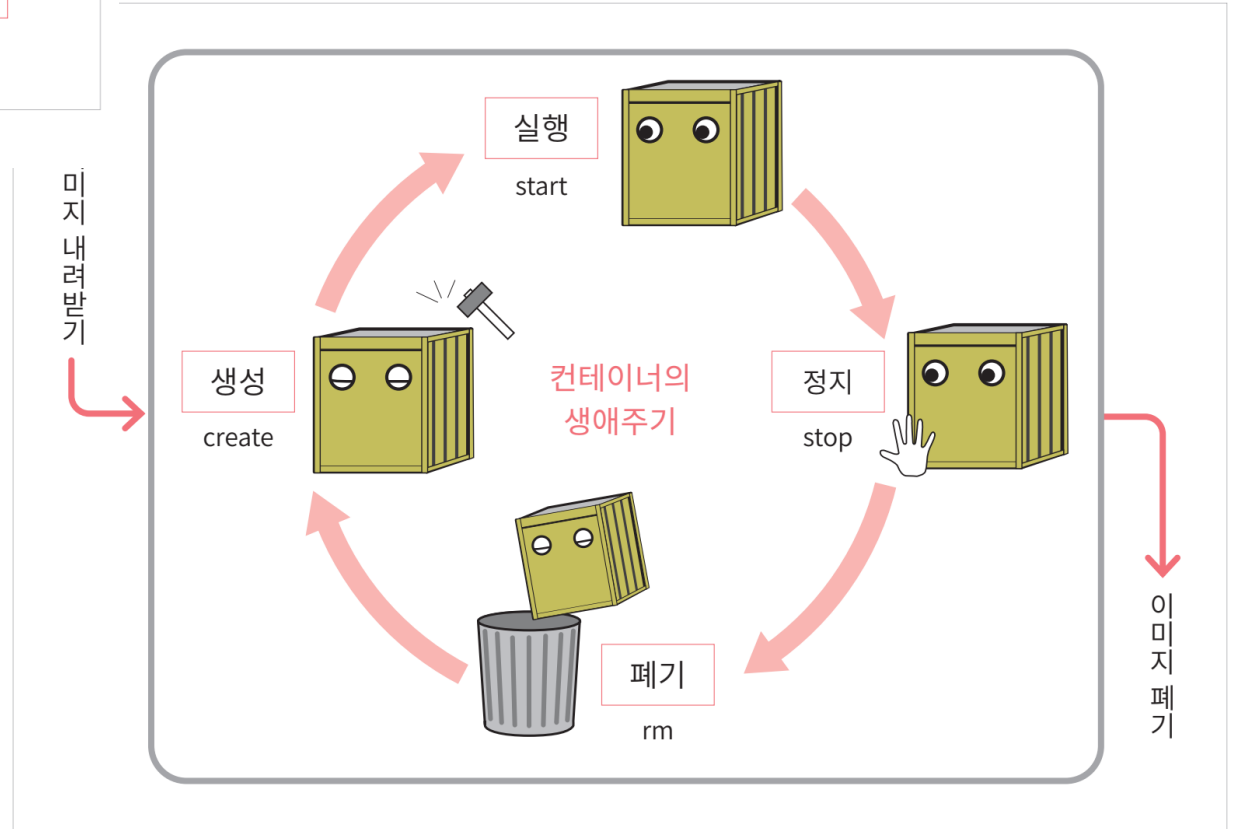 미지 내려받기
실행
start
생성
create
컨테이너의
생애주기
정지
stop
폐기
rm
이미지 폐기